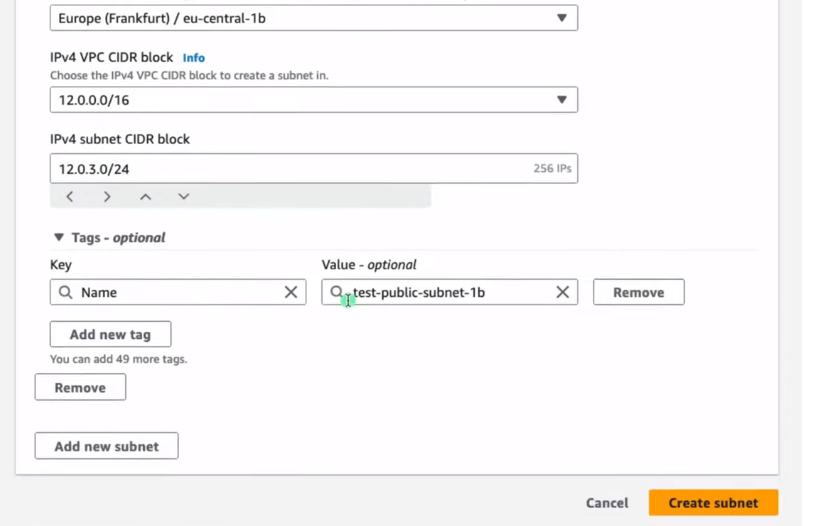 Europe (Frankfurt) / eu-central-1b
IPv4 VPC CIDR block Info
Choose the IPv4 VPC CIDR block to create a subnet in.
12.0.0.0/16
IPv4 subnet CIDR block
12.0.3.0/24 256 IPs
Tags - optional
Key Value - optional
Name test-public-subnet-1b Remove
Add new tag
You can add 49 more tags.
Remove
Add new subnet
Cancel Create subnet